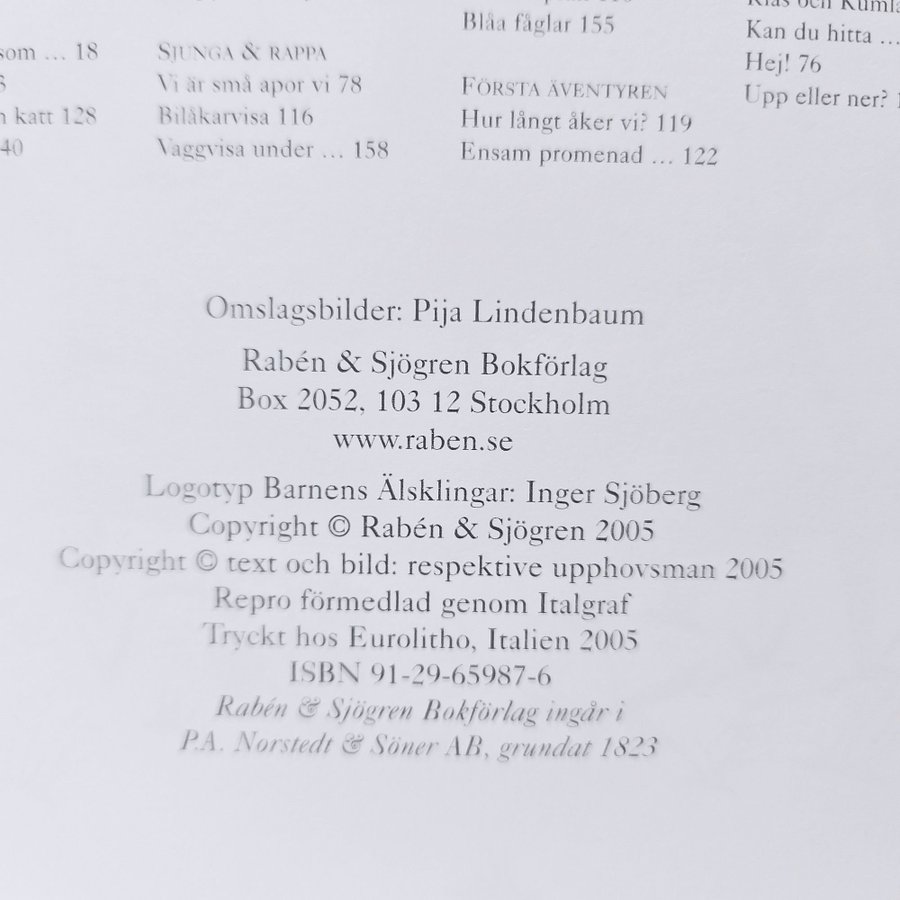 som ... 18
n katt 128
40
SJUNGA & RAPPA
Vi är små apor vi 78
Bilåkarvisa 116
Vaggvisa under ... 158
Blåa fåglar 155
FÖRSTA ÄVENTYREN
Hur långt åker vi? 119
Ensam promenad ... 122
Klas och Kumla
Kan du hitta ...
Hej! 76
Upp eller ner?
Omslagsbilder: Pija Lindenbaum
Rabén & Sjögren Bokförlag
Box 2052, 103 12 Stockholm
www.raben.se
Logotyp Barnens Älsklingar: Inger Sjöberg
Copyright © Rabén & Sjögren 2005
Copyright © text och bild: respektive upphovsman 2005
Repro förmedlad genom Italgraf
Tryckt hos Eurolitho, Italien 2005
ISBN 91-29-65987-6
Rabén & Sjögren Bokförlag ingår i
P.A. Norstedt & Söner AB, grundat 1823